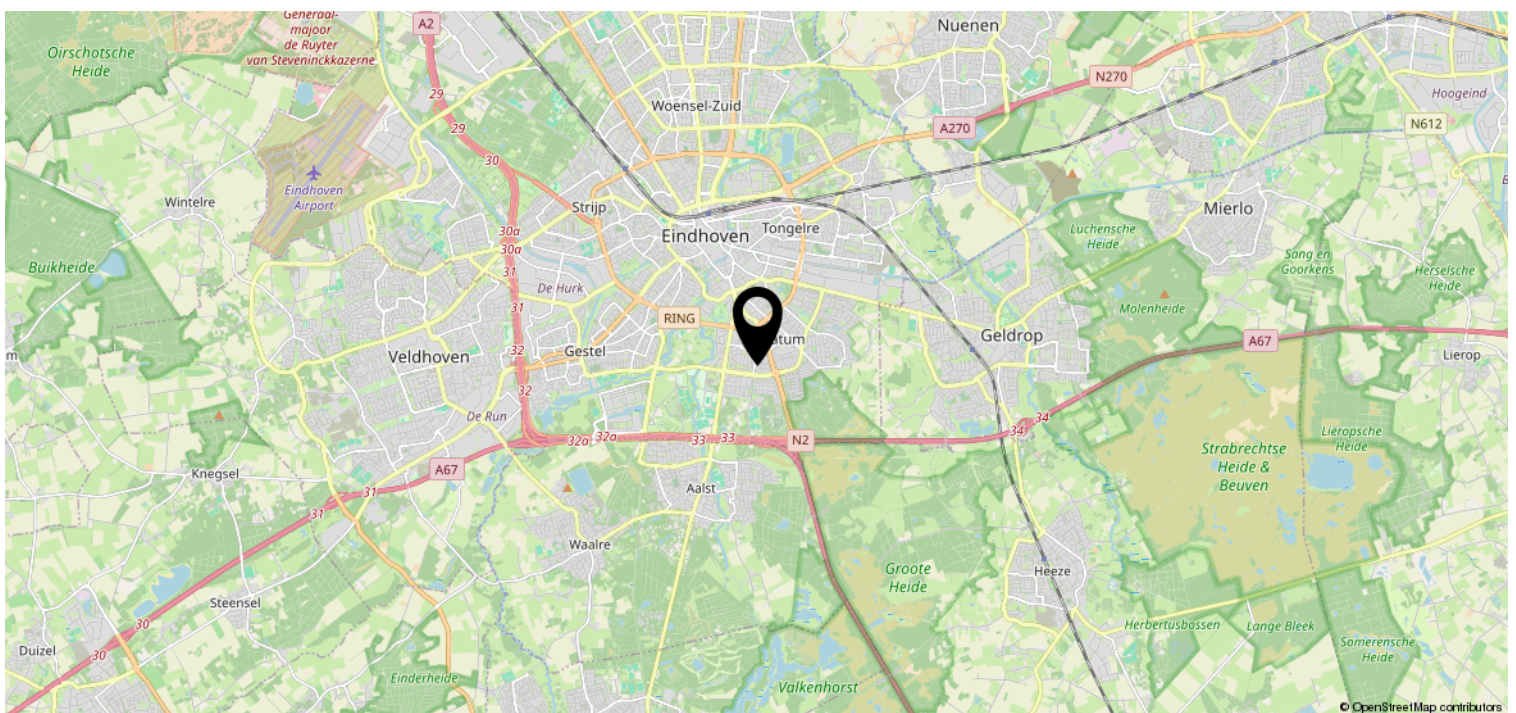 A2
Generaal-
majoor
de Ruyter
van Steveninckkazerne
Oirschotsche
Heide
Nuenen
N270
29
Hoogeind
Woensel-Zuid
29
A270
N612
30
Eindhoven
Airport
Wintelre
Strijp
Mierlo
30a
Eindhoven
Tongelre
Luchensche
Heide
30a
Buikheide
31
Sang en
Goorkens
Herselsche
Heide
De Hurk
31
Molenheide
RING
Geldrop
A67
atum
Veldhoven
32
Gestel
Lierop
m
32
De Run
34
34
Lieropsche
Heide
32a
32a
33
33
N2
Strabrechtse
Heide &
Beuven
A67
Knegsel
31
31
Aalst
Waalre
Groote
Heide
Heeze
Steensel
30
Herbertusbossen
Lange Bleek
30
Duizel
Somerensche
Heide
Einderheide
Valkenhorst
© OpenStreetMap contributors